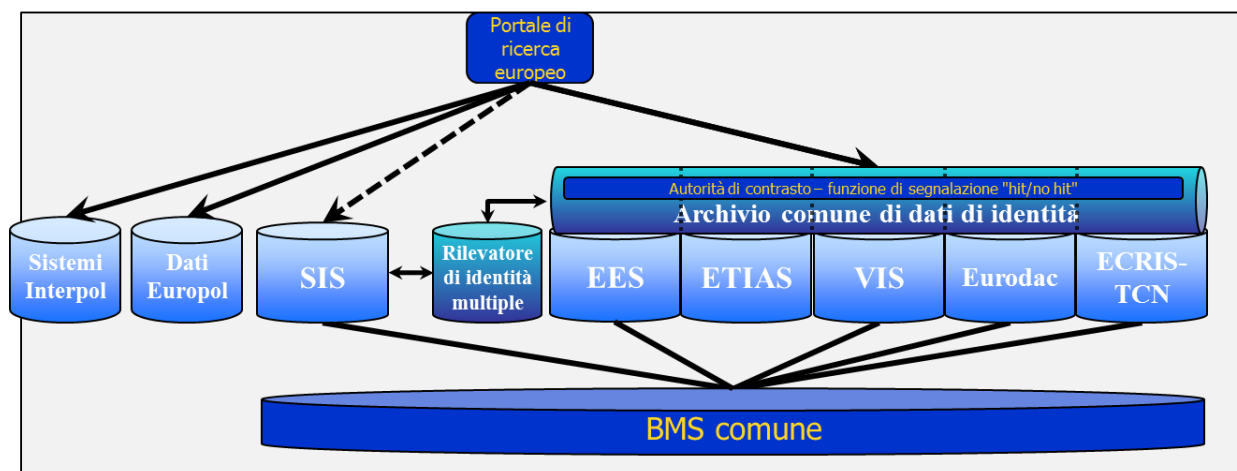 Portale di
ricerca
europeo
Autorità di contrasto – funzione di segnalazione "hit/no hit"
Archivio comune di dati di identità
Sistemi
Interpol
Dati
Europol
SIS
Rilevatore
di identità
multiple
EES
ETIAS
VIS
Eurodac
ECRIS-
TCN
BMS comune